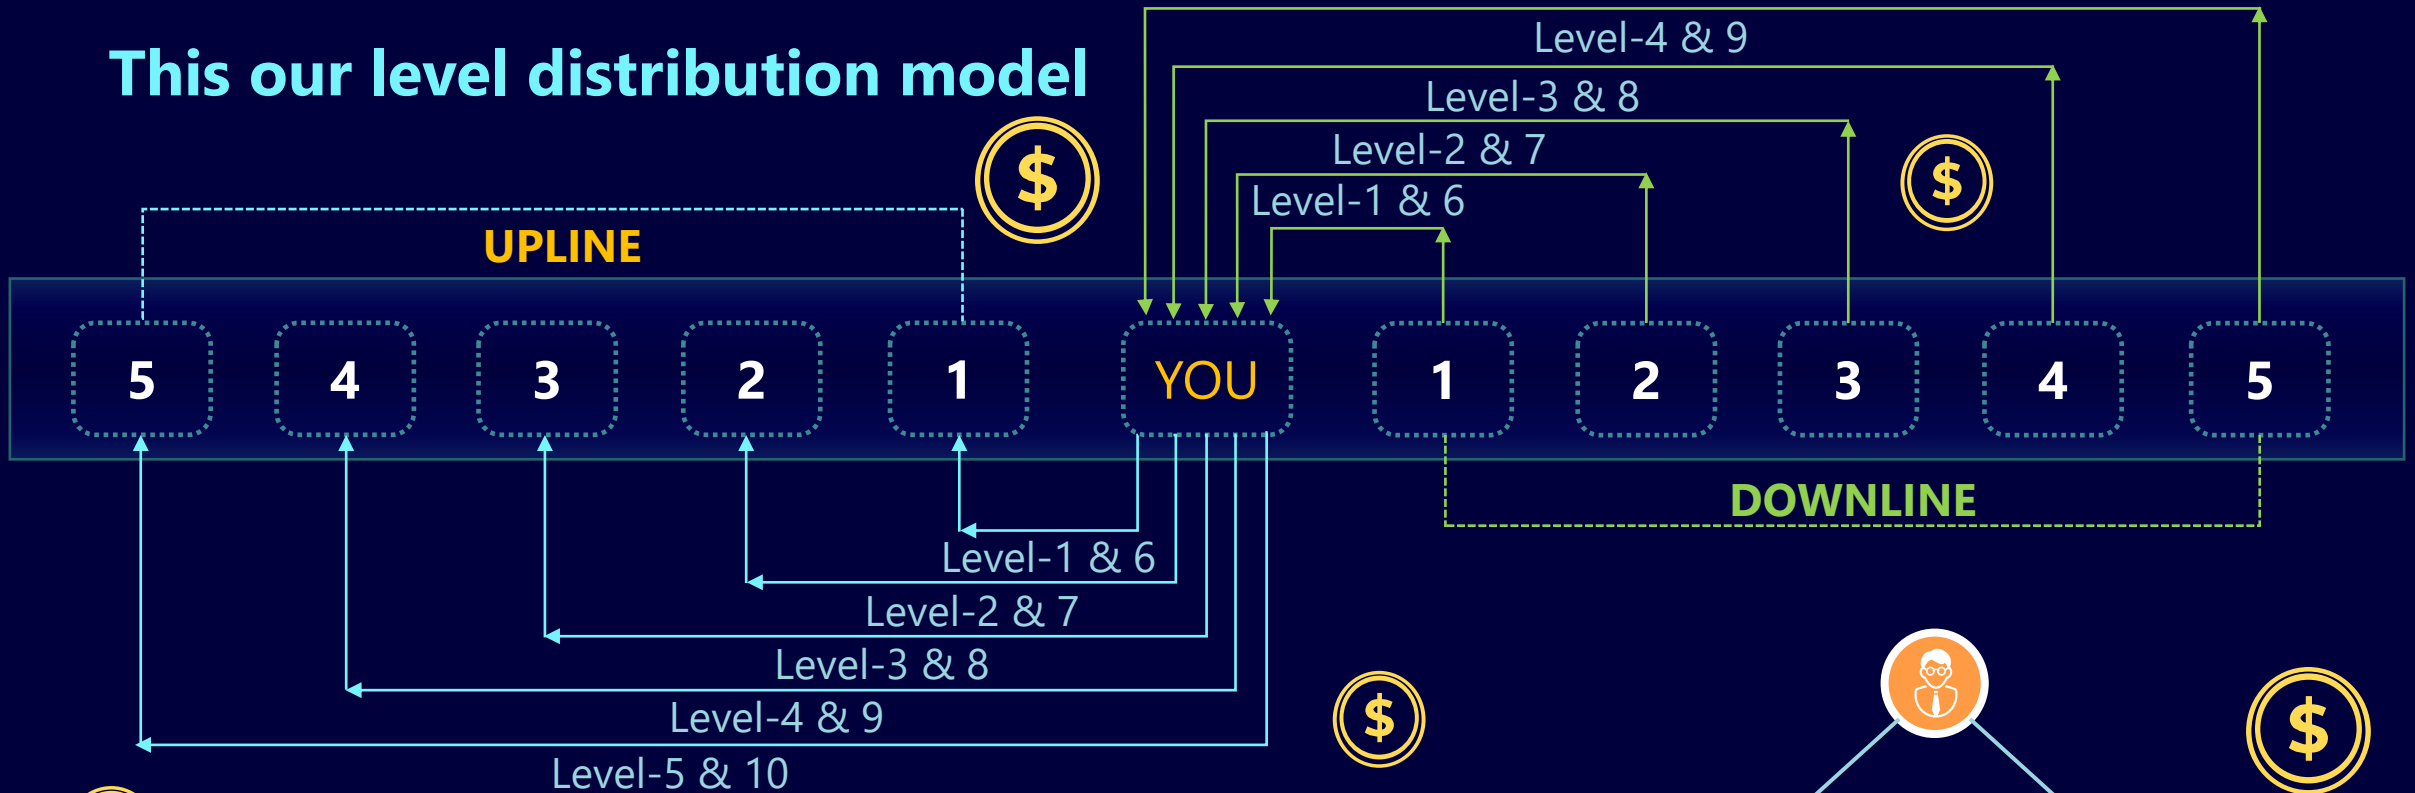 This our level distribution model
Level-4 & 9
Level-3 & 8
Level-2 & 7
Level-1 & 6
$
$
UPLINE
5 4 3 2 1 YOU 1 2 3 4 5
DOWNLINE
Level-1 & 6
Level-2 & 7
Level-3 & 8
Level-4 & 9
Level-5 & 10
$
$